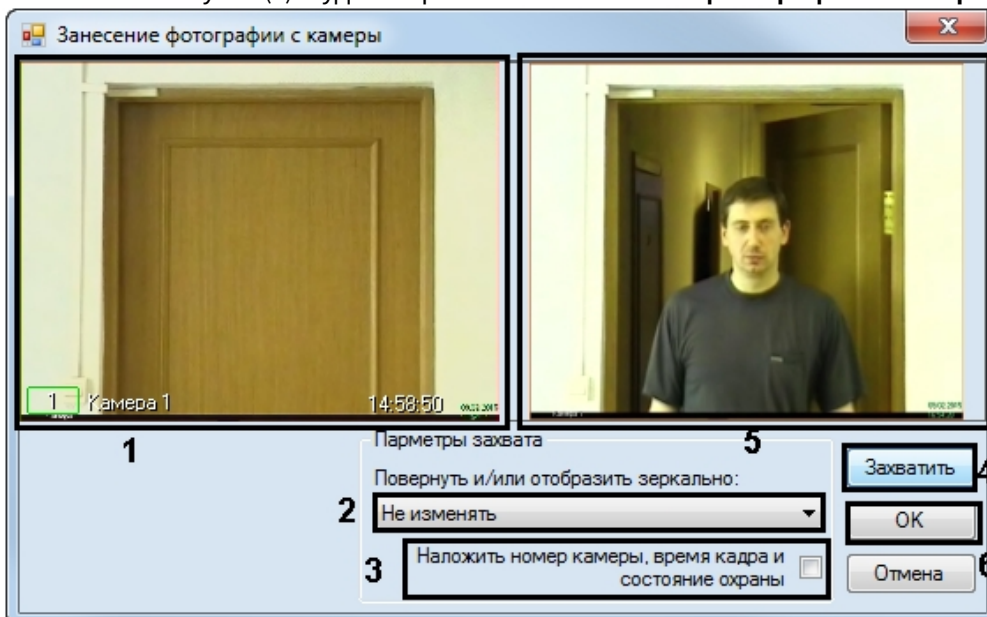 Занесение фотографии с камеры
1 Камера 1 14:58:50
1
5
Парметры захвата
Повернуть и/или отобразить зеркально:
2
Не изменять
3
Наложить номер камеры, время кадра и
состояние охраны
Захватить
4
OK
6
Отмена